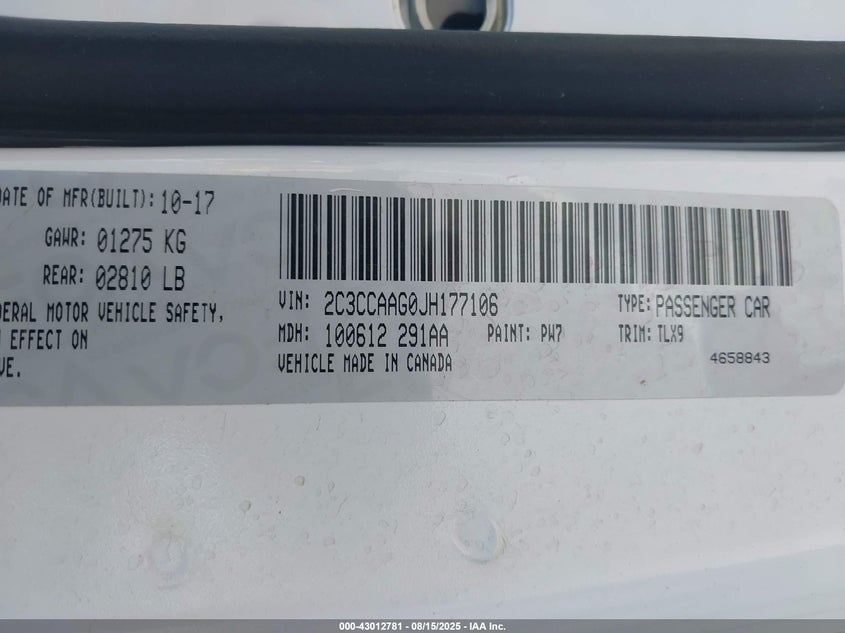 DATE OF MFR(BUILT): 10-17
GAWR: 01275 KG
REAR: 02810 LB
DERAL MOTOR VEHICLE SAFETY,
EFFECT ON
VE.
VIN: 2C3CCAAG0JH177106 TYPE: PASSENGER CAR
MDH: 100612 291AA PAINT: PW7 TRIM: TLX9
VEHICLE MADE IN CANADA 4658843
000-43012781 - 08/15/2025 - IAA Inc.